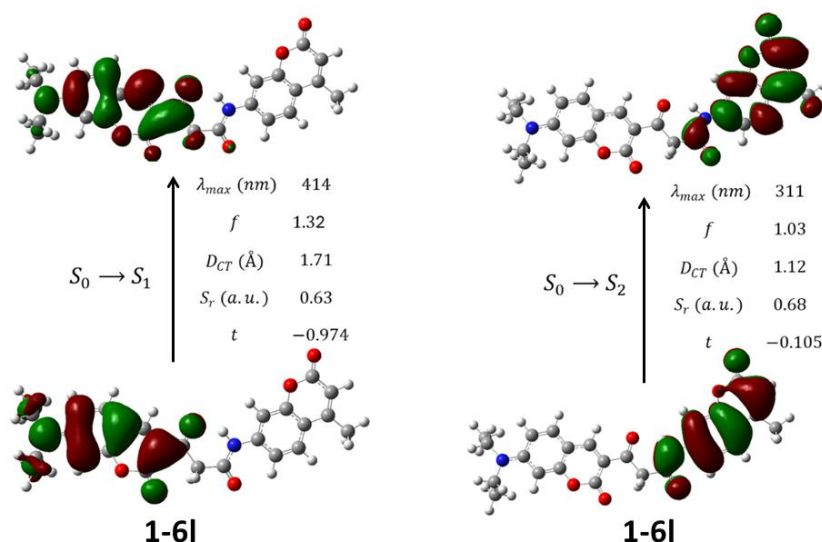 λmax (nm) 414
f 1.32
DCT (Å) 1.71
Sr (a.u.) 0.63
t −0.974
S0 → S1
1-6l
λmax (nm) 311
f 1.03
DCT (Å) 1.12
Sr (a.u.) 0.68
t −0.105
S0 → S2
1-6l